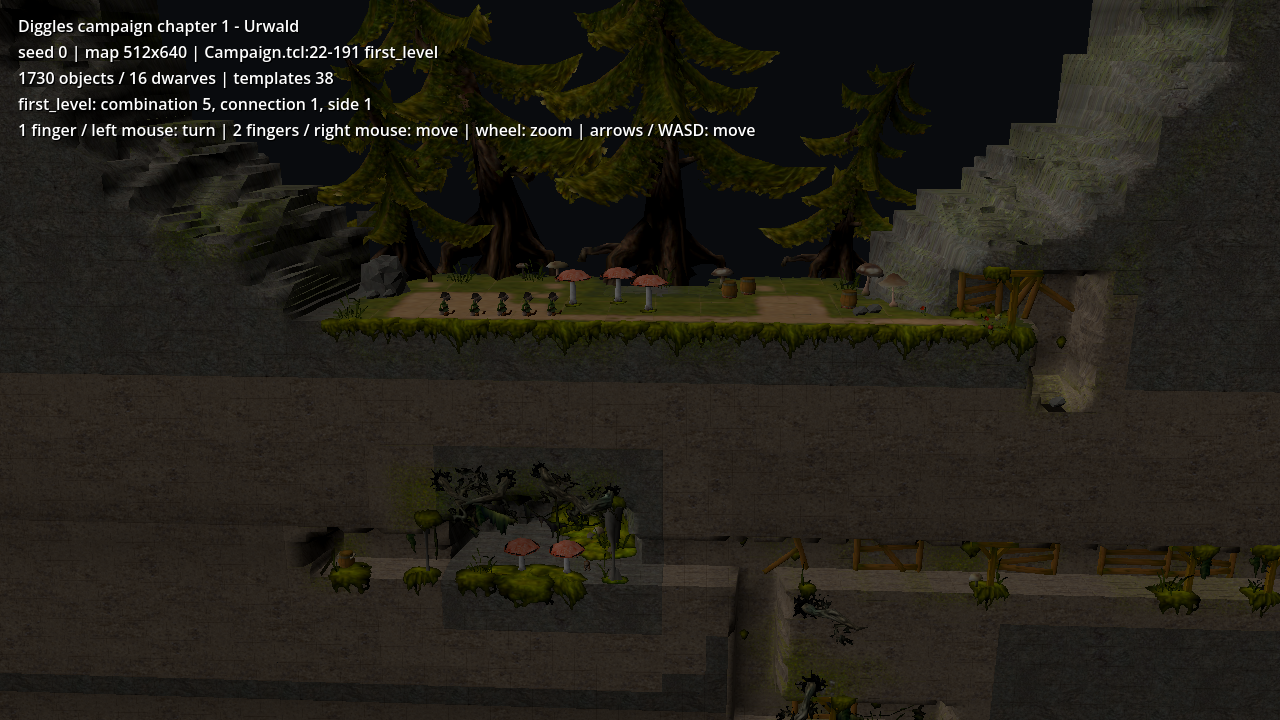 Diggles campaign chapter 1 - Urwald
seed 0 | map 512x640 | Campaign.tcl:22-191 first_level
1730 objects / 16 dwarves | templates 38
first_level: combination 5, connection 1, side 1
1 finger / left mouse: turn | 2 fingers / right mouse: move | wheel: zoom | arrows / WASD: move